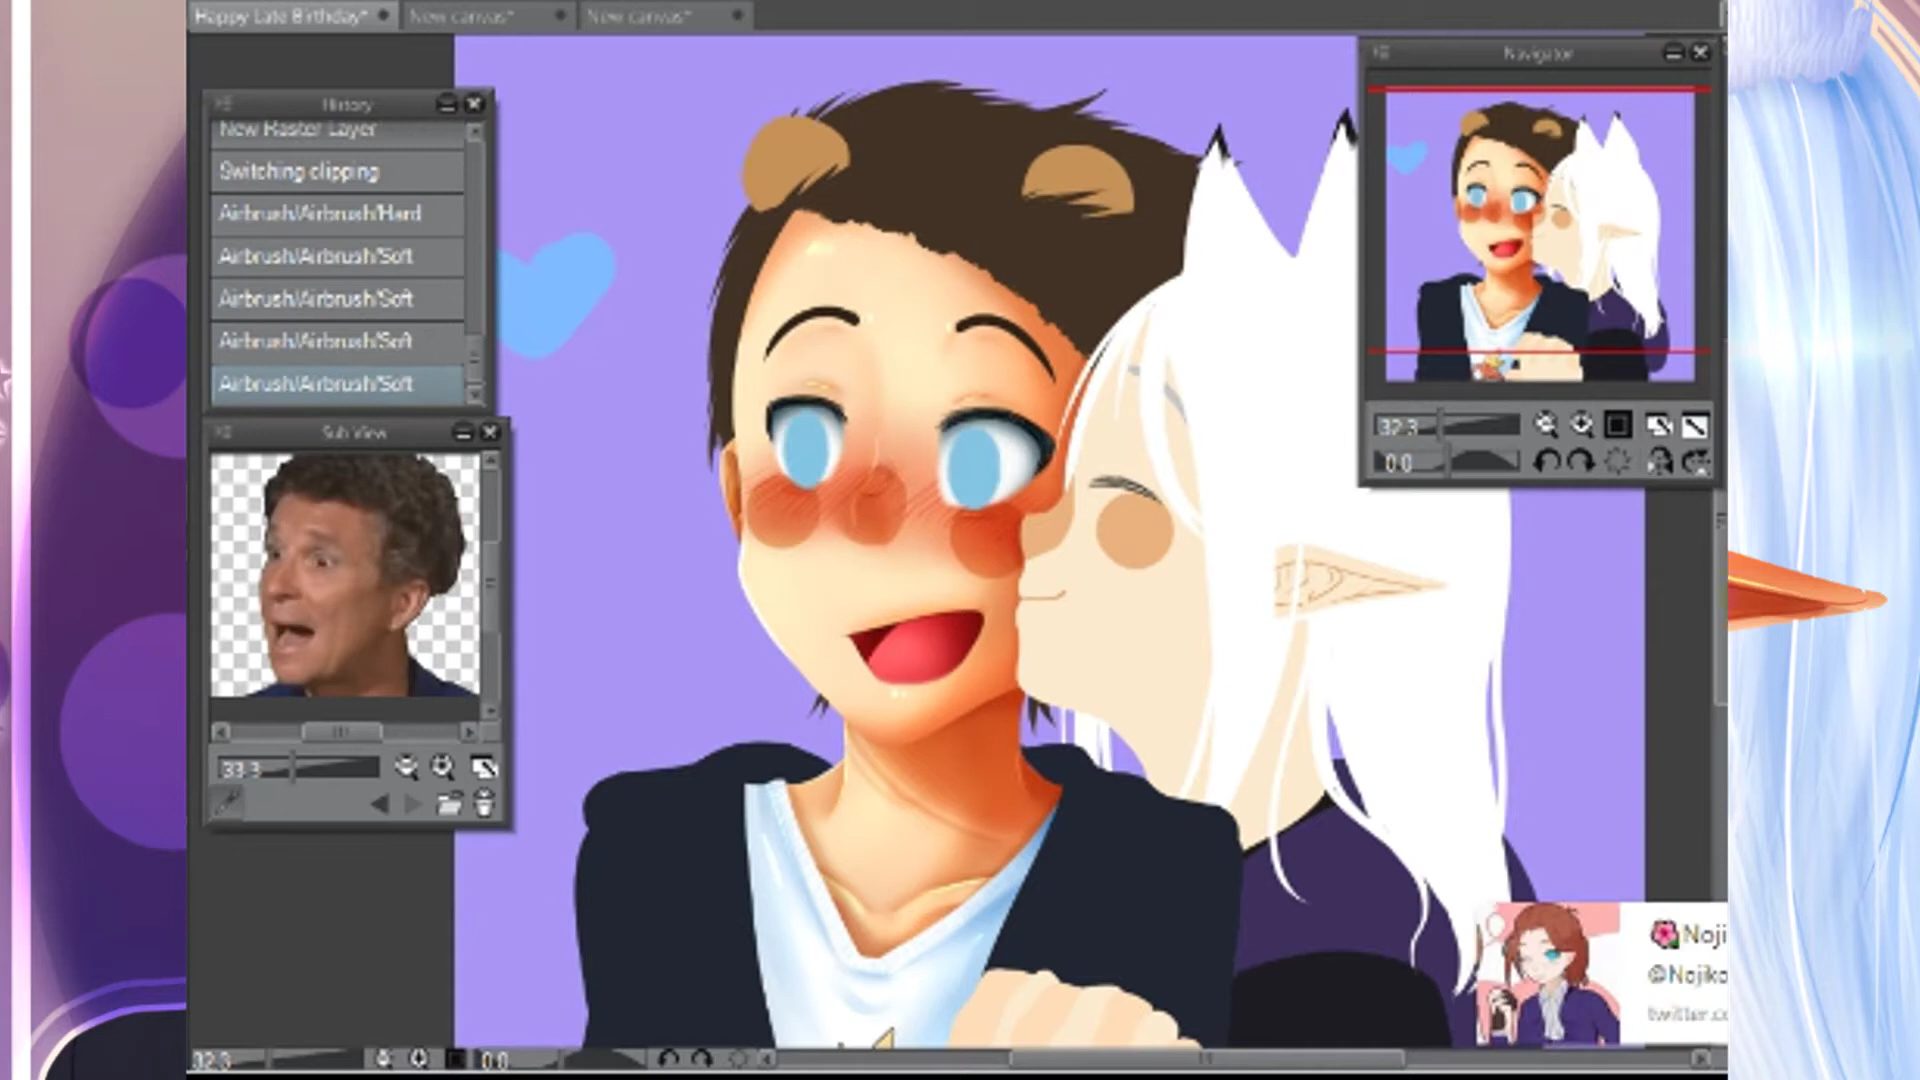 Happy Late Birthday*
New canvas*
New canvas*
History
New Raster Layer
Switching clipping
Airbrush/Airbrush/Hard
Airbrush/Airbrush/Soft
Airbrush/Airbrush/Soft
Airbrush/Airbrush/Soft
Airbrush/Airbrush/Soft
Sub View
33.3
Navigator
32.3
0.0
🌺Noji
@Nojiko
twitter.co
32.3
0.0